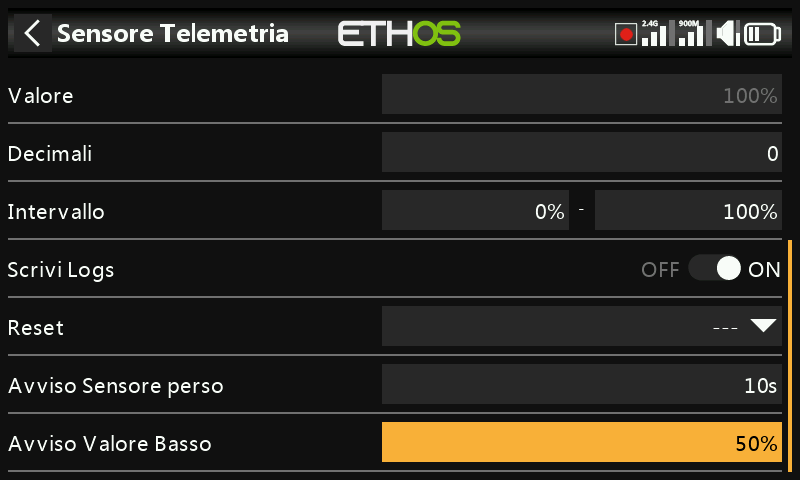 Sensore Telemetria ETHOS 2.4G 900M
Valore 100%
Decimali 0
Intervallo 0% - 100%
Scrivi Logs OFF ON
Reset ---
Avviso Sensore perso 10s
Avviso Valore Basso 50%